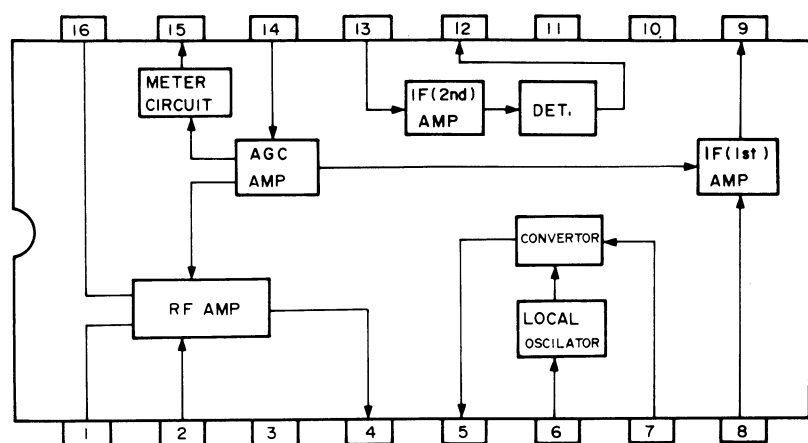 16 15 14 13 12 11 10 9
METER
CIRCUIT
IF(2nd)
AMP
DET.
AGC
AMP
IF(1st)
AMP
CONVERTOR
RF AMP
LOCAL
OSCILATOR
1 2 3 4 5 6 7 8